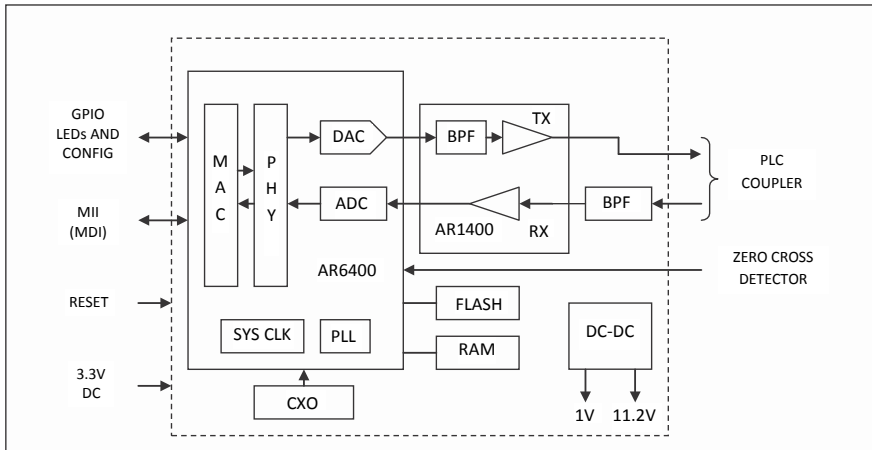 GPIO
LEDs AND
CONFIG
MII
(MDI)
RESET
3.3V
DC
M
A
C
P
H
Y
DAC
ADC
AR6400
SYS CLK
PLL
CXO
BPF
TX
AR1400
RX
BPF
FLASH
RAM
DC-DC
1V
11.2V
PLC
COUPLER
ZERO CROSS
DETECTOR